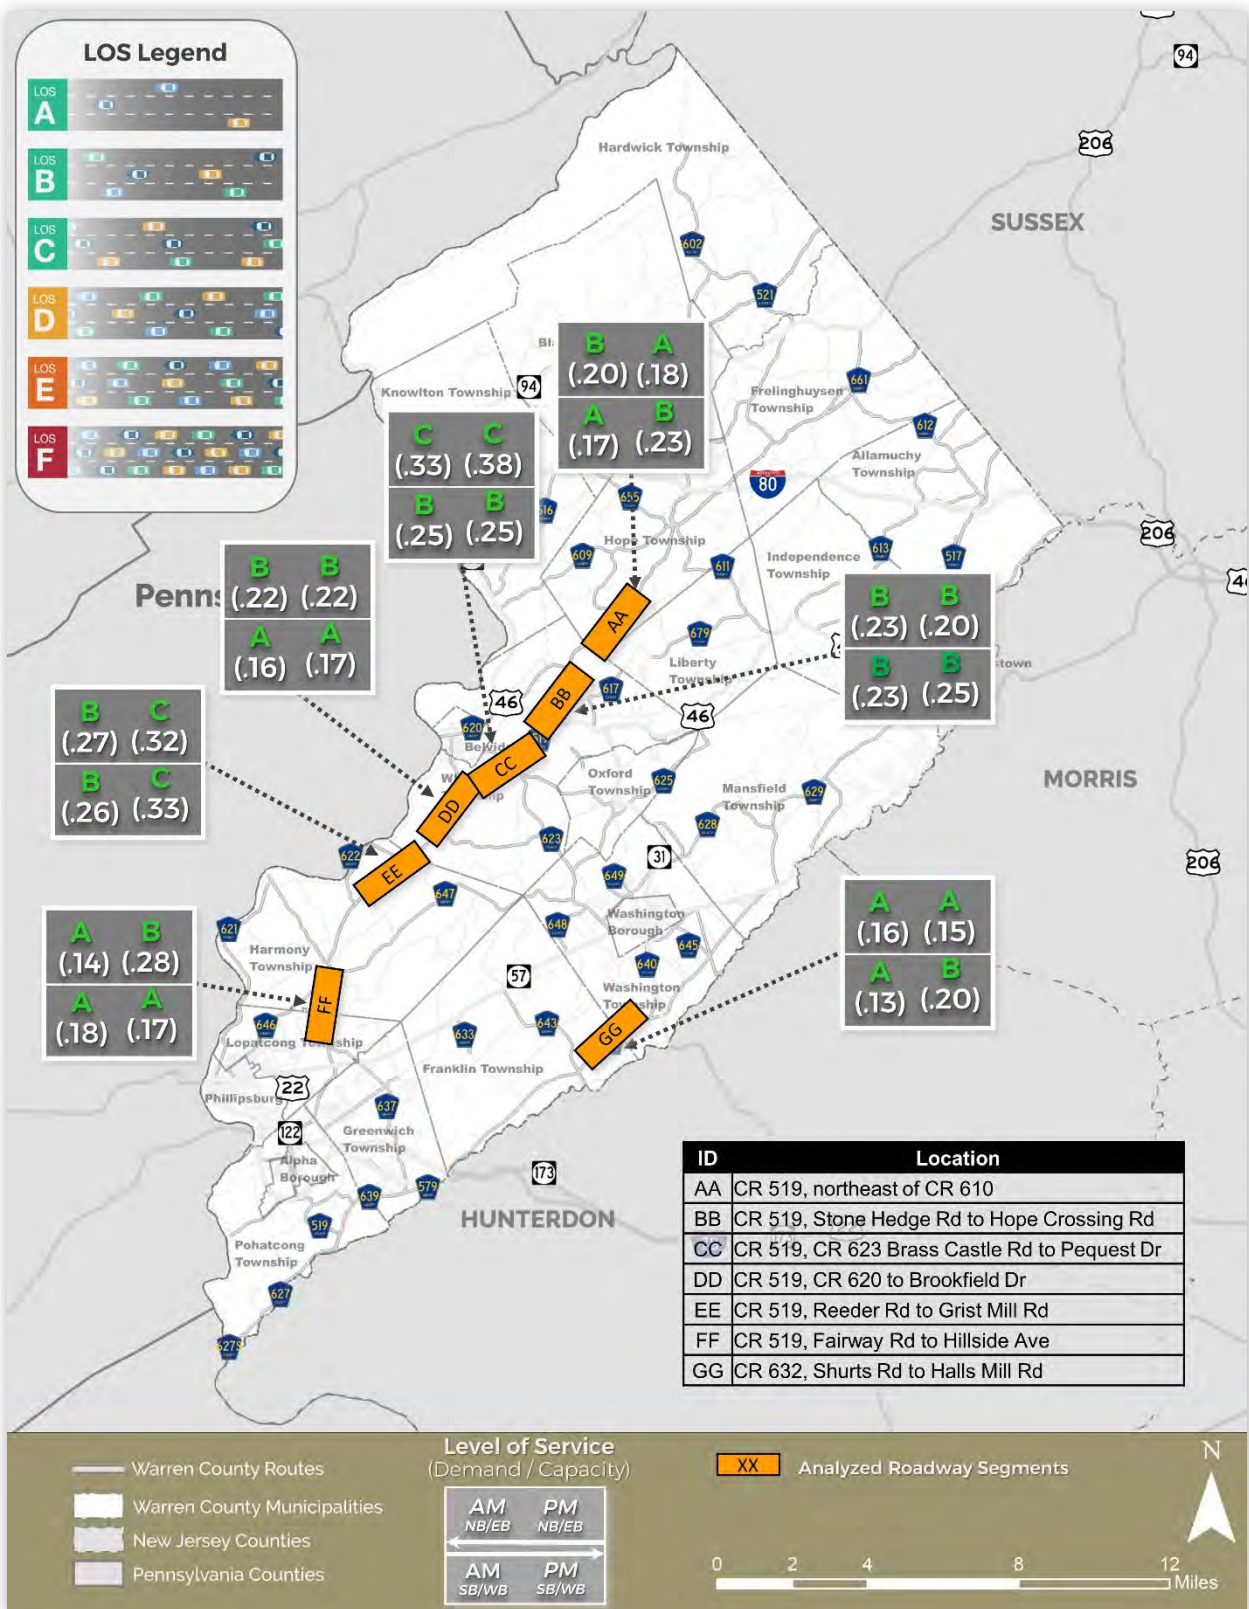 LOS Legend
LOS A
LOS B
LOS C
LOS D
LOS E
LOS F
94
206
SUSSEX
Hardwick Township
602
521
661
612
Knowlton Township
94
Frelinghuysen
Township
Allamuchy
Township
80
B A
(.20) (.18)
A B
(.17) (.23)
C C
(.33) (.38)
B B
(.25) (.25)
655
609
Hope Township
611
Independence
Township
613
517
206
B B
(.22) (.22)
A A
(.16) (.17)
AA
679
Liberty
Township
B B
(.23) (.20)
B B
(.23) (.25)
BB
617
46
46
620
CC
DD
EE
B C
(.27) (.32)
B C
(.26) (.33)
Oxford
Township
625
Mansfield
Township
629
628
MORRIS
206
623
31
622
647
649
Washington
Borough
648
645
640
Washington
621
Harmony
Township
A B
(.14) (.28)
A A
(.18) (.17)
FF
A A
(.16) (.15)
A B
(.13) (.20)
57
GG
646
Lopatcong Township
633
643
Franklin Township
22
Phillipsburg
637
Greenwich
Township
122
Alpha
Borough
639
579
173
HUNTERDON
519
Pohatcong
Township
627
627S
ID Location
AA CR 519, northeast of CR 610
BB CR 519, Stone Hedge Rd to Hope Crossing Rd
CC CR 519, CR 623 Brass Castle Rd to Pequest Dr
DD CR 519, CR 620 to Brookfield Dr
EE CR 519, Reeder Rd to Grist Mill Rd
FF CR 519, Fairway Rd to Hillside Ave
GG CR 632, Shurts Rd to Halls Mill Rd
Warren County Routes
Warren County Municipalities
New Jersey Counties
Pennsylvania Counties
Level of Service
(Demand / Capacity)
AM PM
NB/EB NB/EB
AM PM
SB/WB SB/WB
XX Analyzed Roadway Segments
N
0 2 4 8 12
Miles